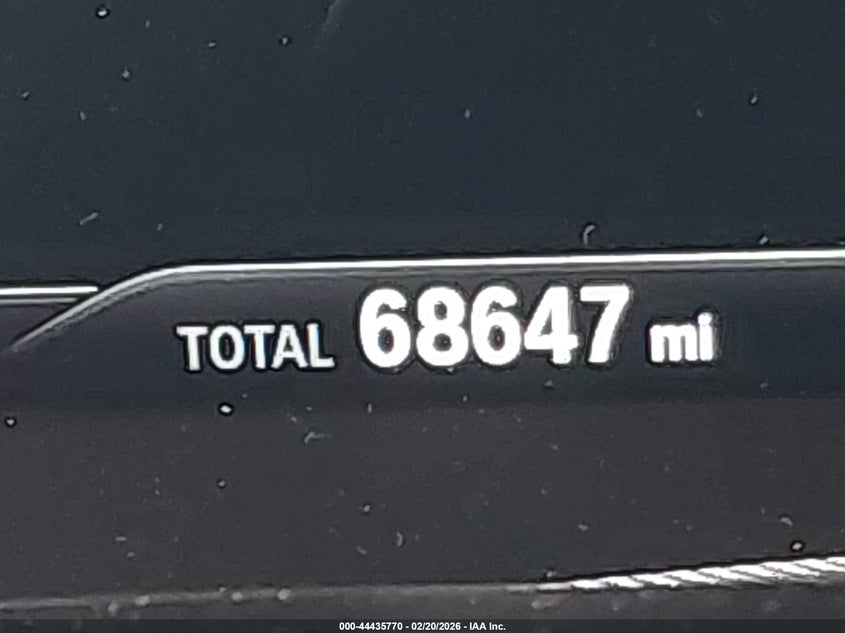 TOTAL 68647 mi
000-44435770 - 02/20/2026 - IAA Inc.